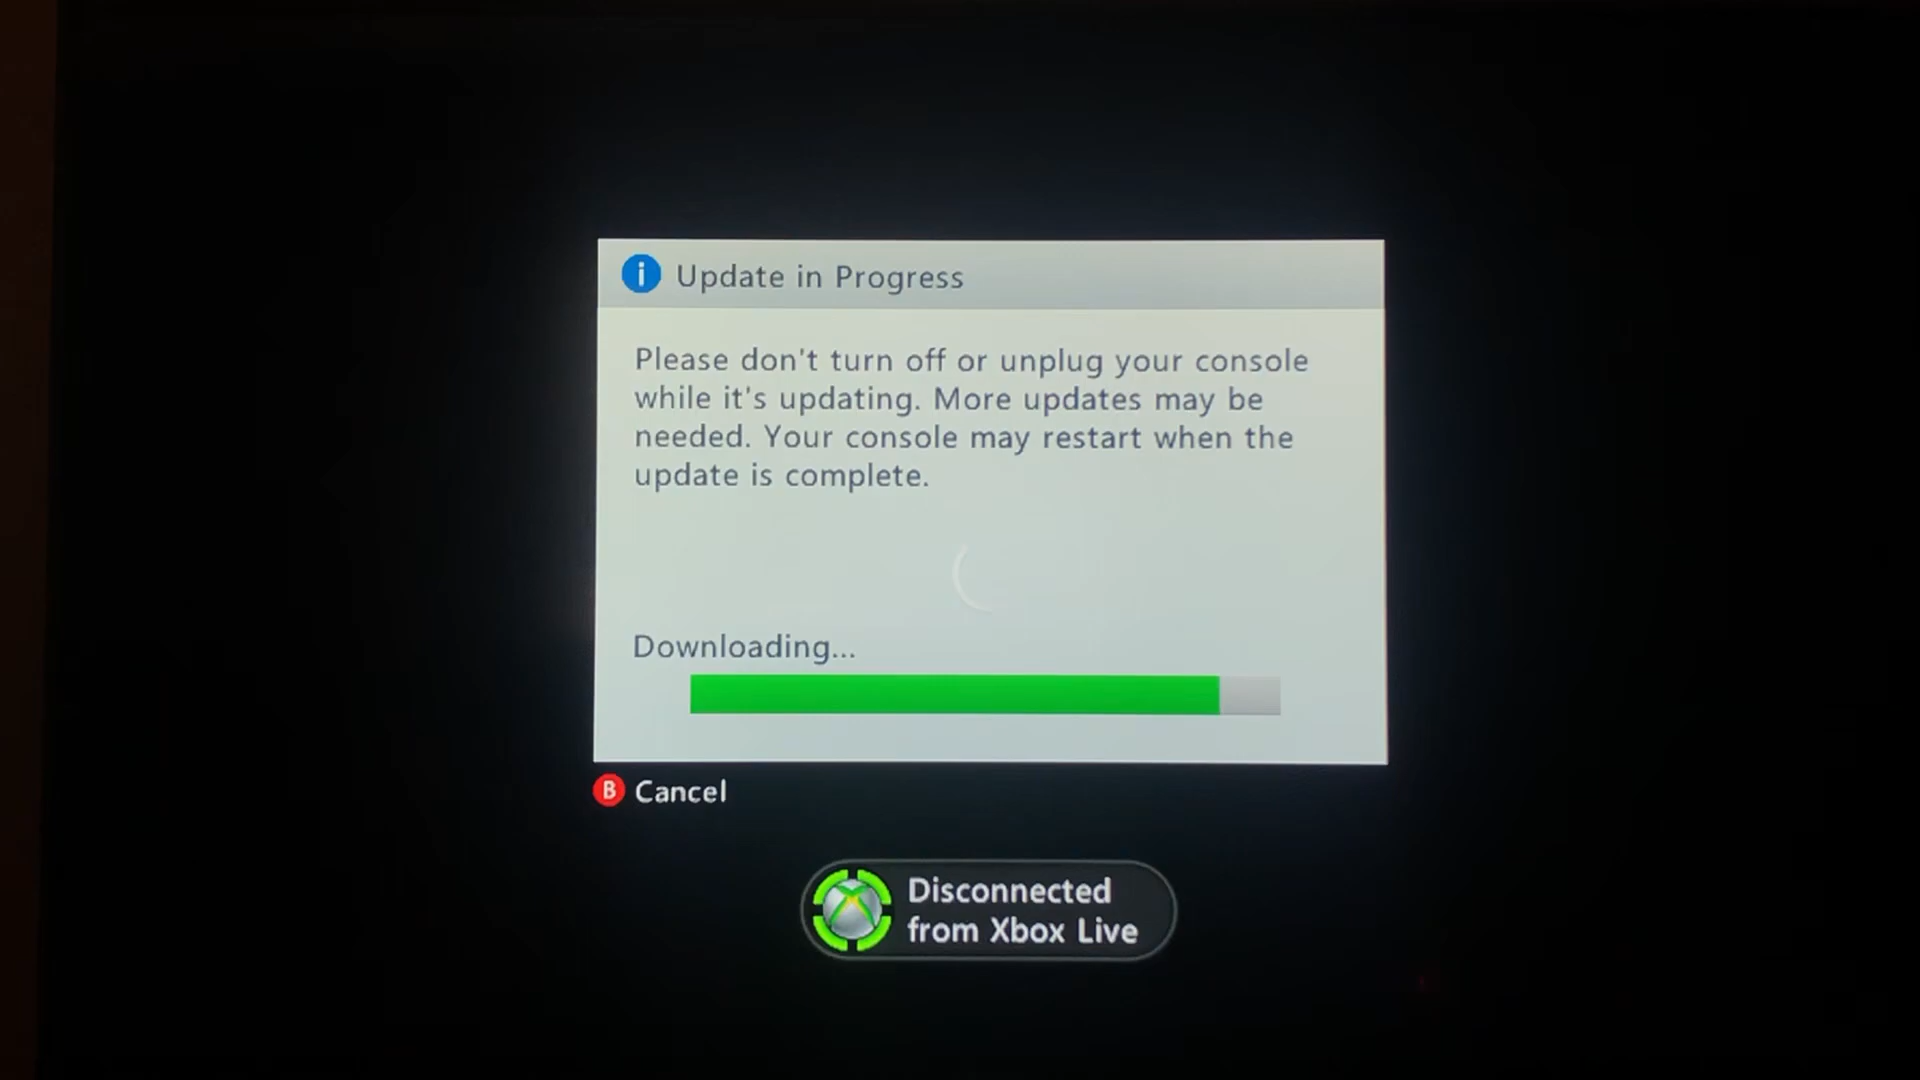 Update in Progress
Please don't turn off or unplug your console
while it's updating. More updates may be
needed. Your console may restart when the
update is complete.
Downloading...
B Cancel
Disconnected
from Xbox Live